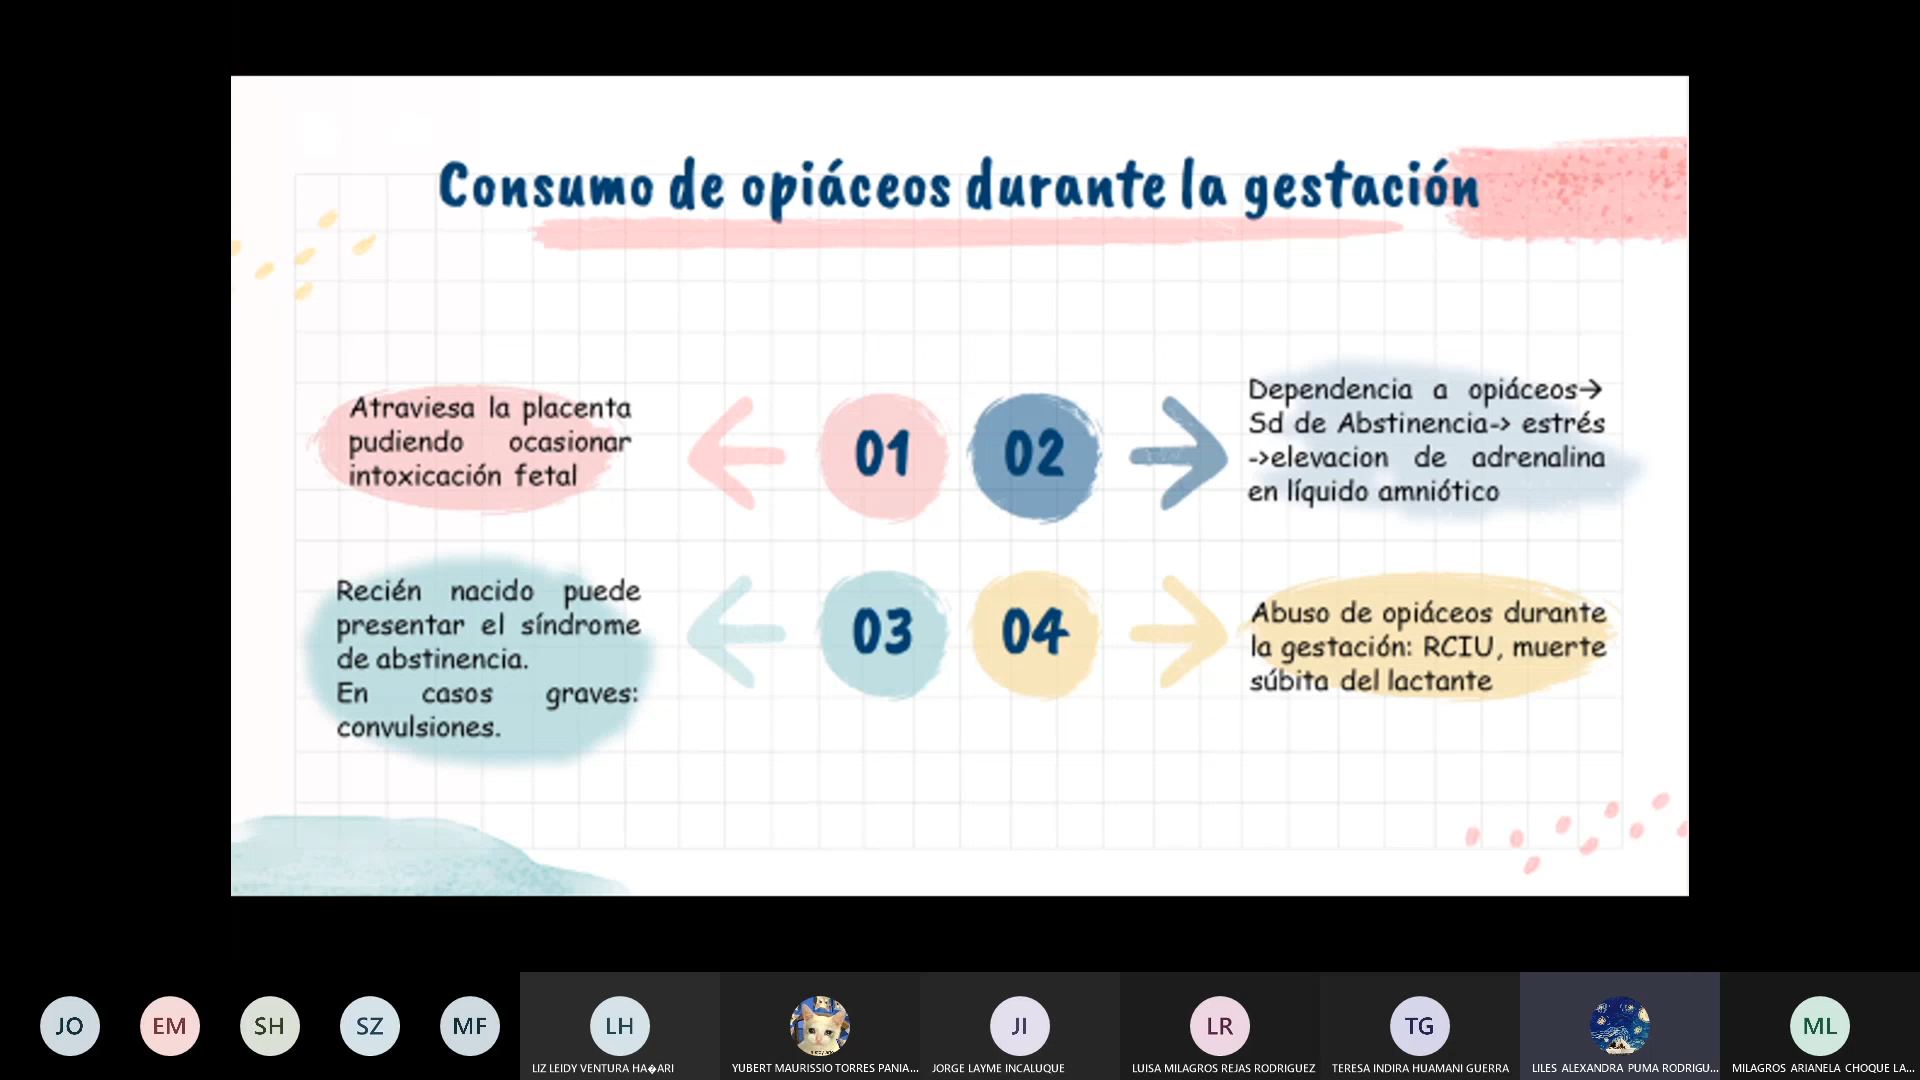 Consumo de opiáceos durante la gestación
Atraviesa la placenta
pudiendo ocasionar
intoxicación fetal
01
02
Dependencia a opiáceos→
Sd de Abstinencia-> estrés
->elevacion de adrenalina
en líquido amniótico
Recién nacido puede
presentar el síndrome
de abstinencia.
En casos graves:
convulsiones.
03
04
Abuso de opiáceos durante
la gestación: RCIU, muerte
súbita del lactante
JO
EM
SH
SZ
MF
LH
JI
LR
TG
ML
LIZ LEIDY VENTURA HA�ARI
YUBERT MAURISSIO TORRES PANIA...
JORGE LAYME INCALUQUE
LUISA MILAGROS REJAS RODRIGUEZ
TERESA INDIRA HUAMANI GUERRA
LILES ALEXANDRA PUMA RODRIGU...
MILAGROS ARIANELA CHOQUE LA...